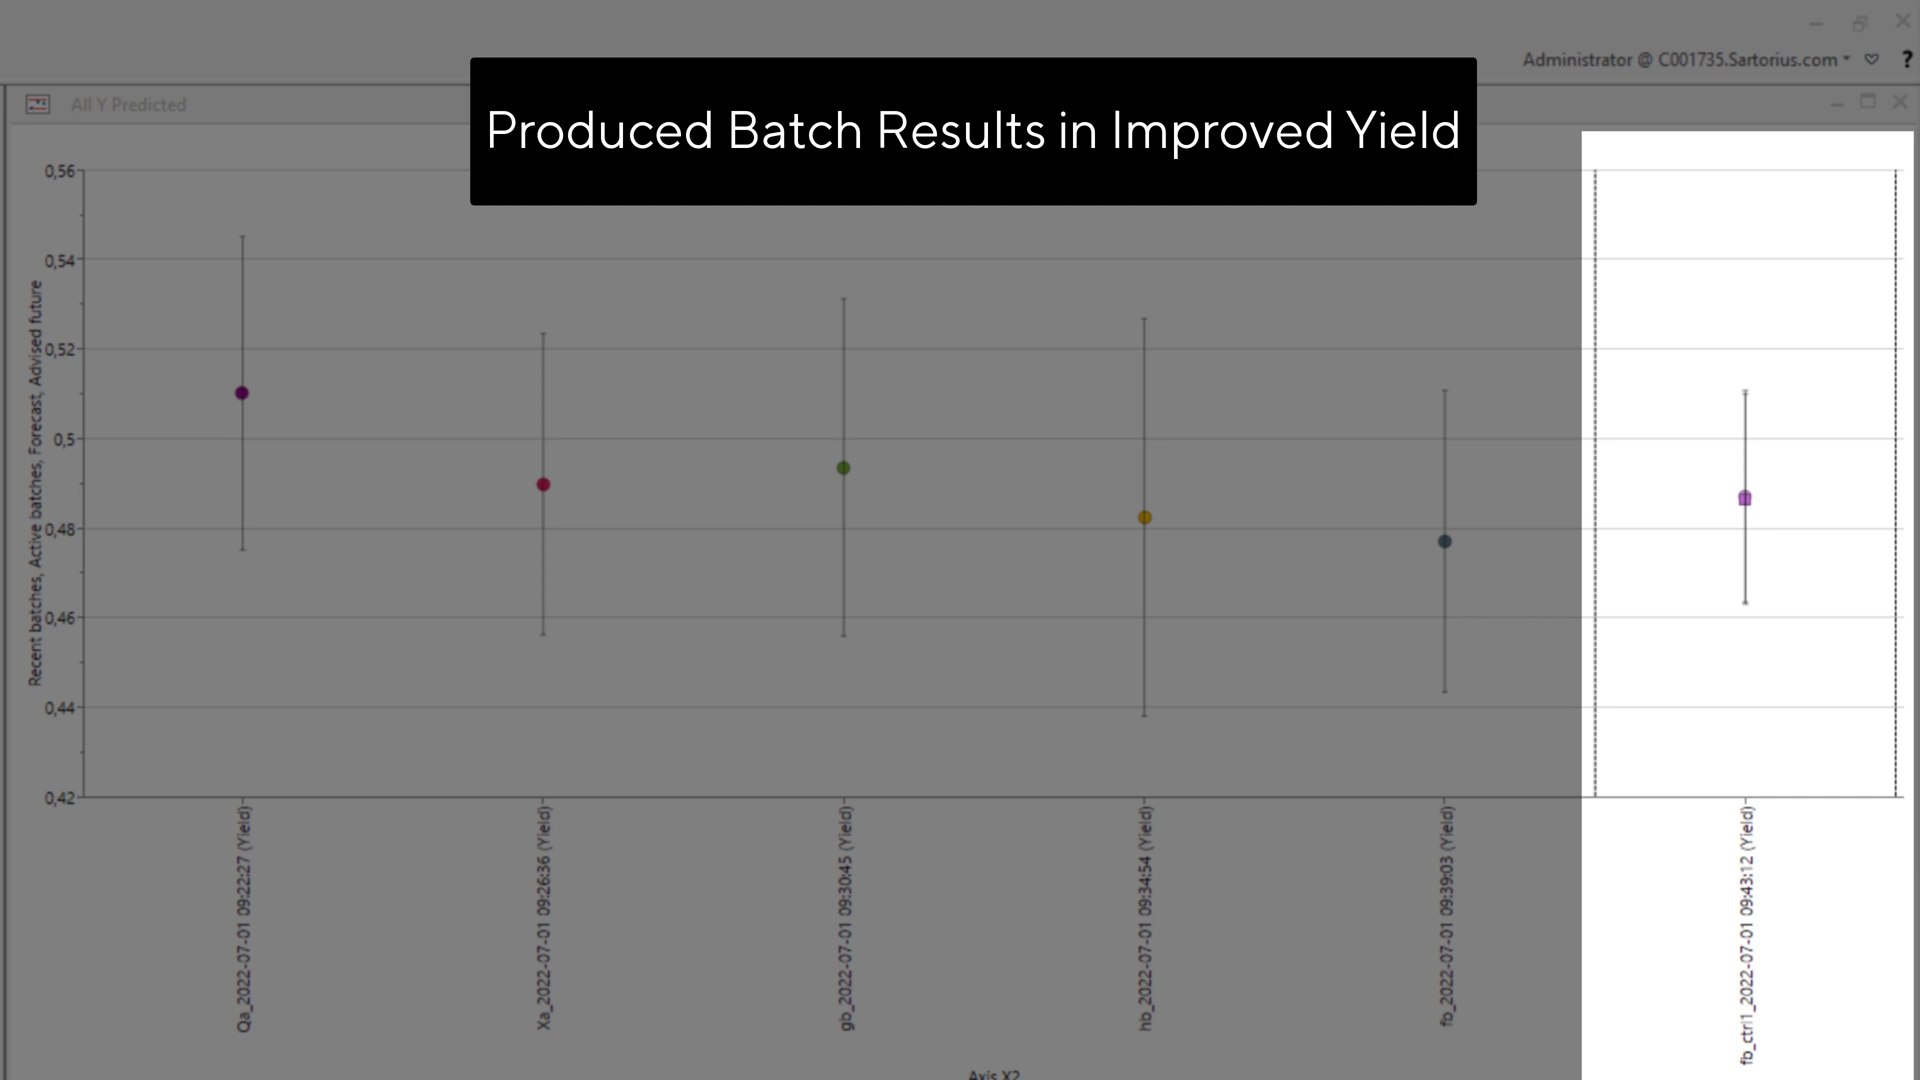 Administrator @ C001735.Sartorius.com
?
All Y Predicted
Produced Batch Results in Improved Yield
Recent batches, Active batches, Forecast, Advised future
0,56
0,54
0,52
0,5
0,48
0,46
0,44
0,42
Qa_2022-07-01 09:22:27 (Yield)
Xa_2022-07-01 09:26:36 (Yield)
gb_2022-07-01 09:30:45 (Yield)
hb_2022-07-01 09:34:54 (Yield)
fb_2022-07-01 09:39:03 (Yield)
fb_ctrl1_2022-07-01 09:43:12 (Yield)
Axis X2